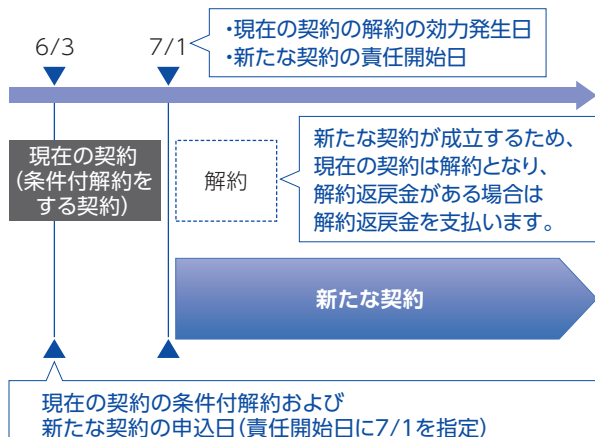 6/3
7/1
・現在の契約の解約の効力発生日
・新たな契約の責任開始日
現在の契約
(条件付解約を
する契約)
解約
新たな契約が成立するため、
現在の契約は解約となり、
解約返戻金がある場合は
解約返戻金を支払います。
新たな契約
現在の契約の条件付解約および
新たな契約の申込日(責任開始日に7/1を指定)